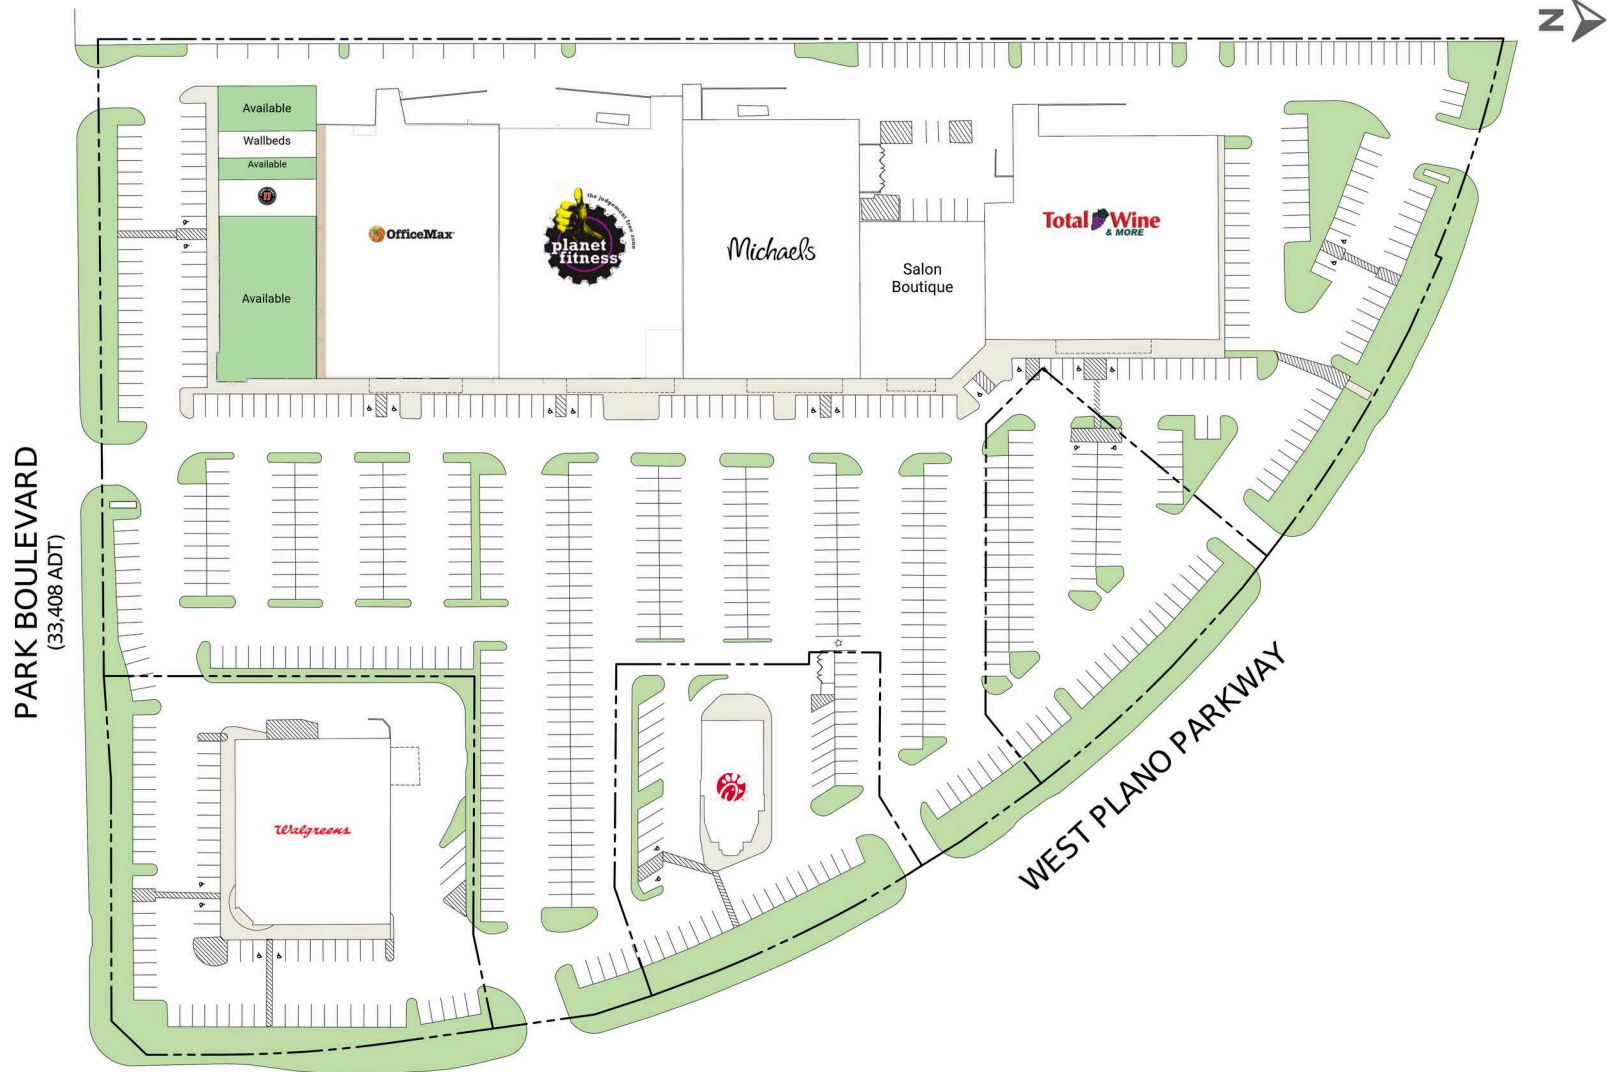 N
Available
Wallbeds
Available
Available
OfficeMax
the judgement free zone
planet
fitness
Michaels
Salon
Boutique
Total Wine
& MORE
PARK BOULEVARD
(33,408 ADT)
Walgreens
WEST PLANO PARKWAY